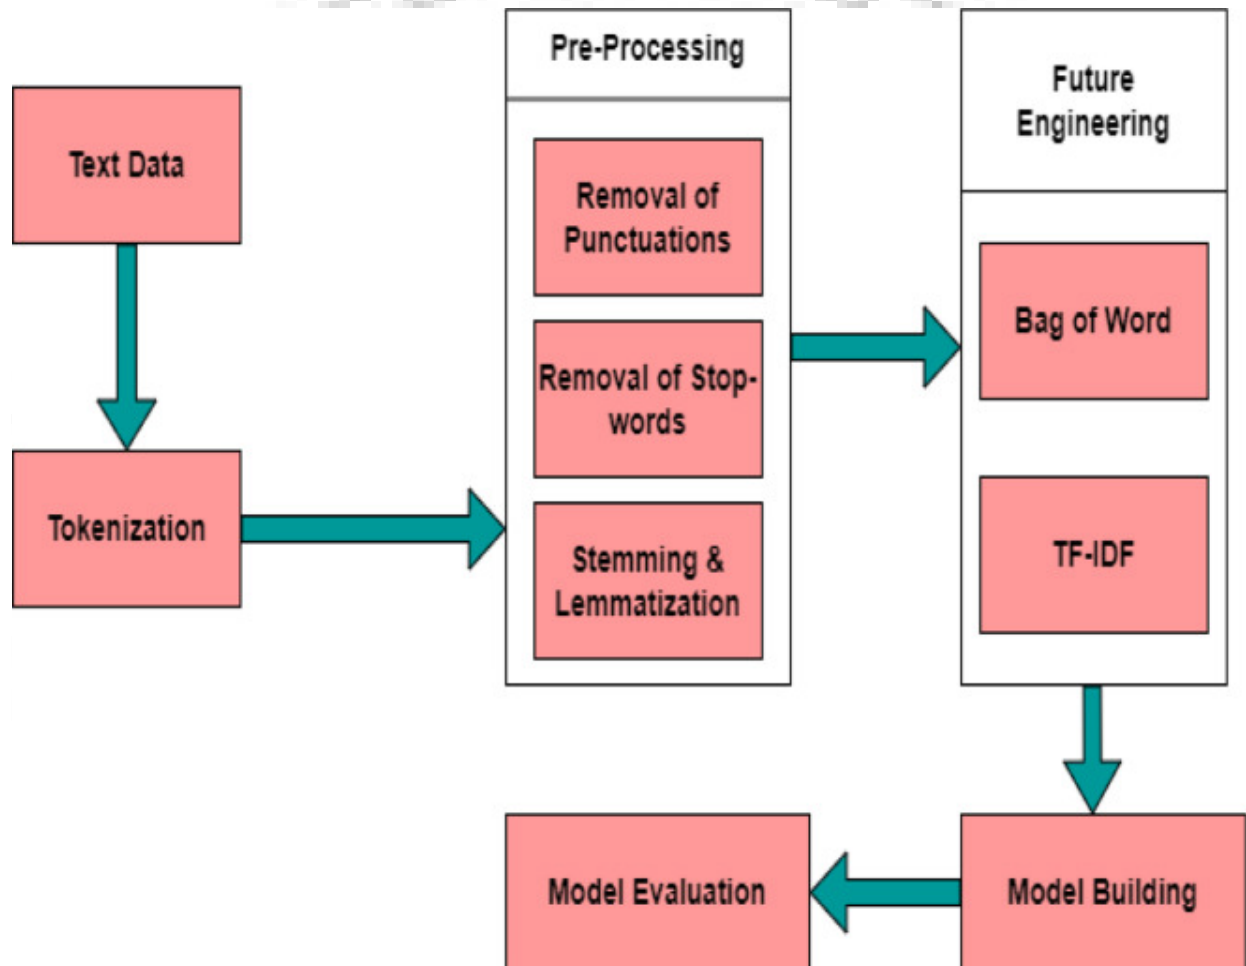 Text Data
Tokenization
Pre-Processing
Removal of
Punctuations
Removal of Stop-
words
Stemming &
Lemmatization
Future
Engineering
Bag of Word
TF-IDF
Model Building
Model Evaluation